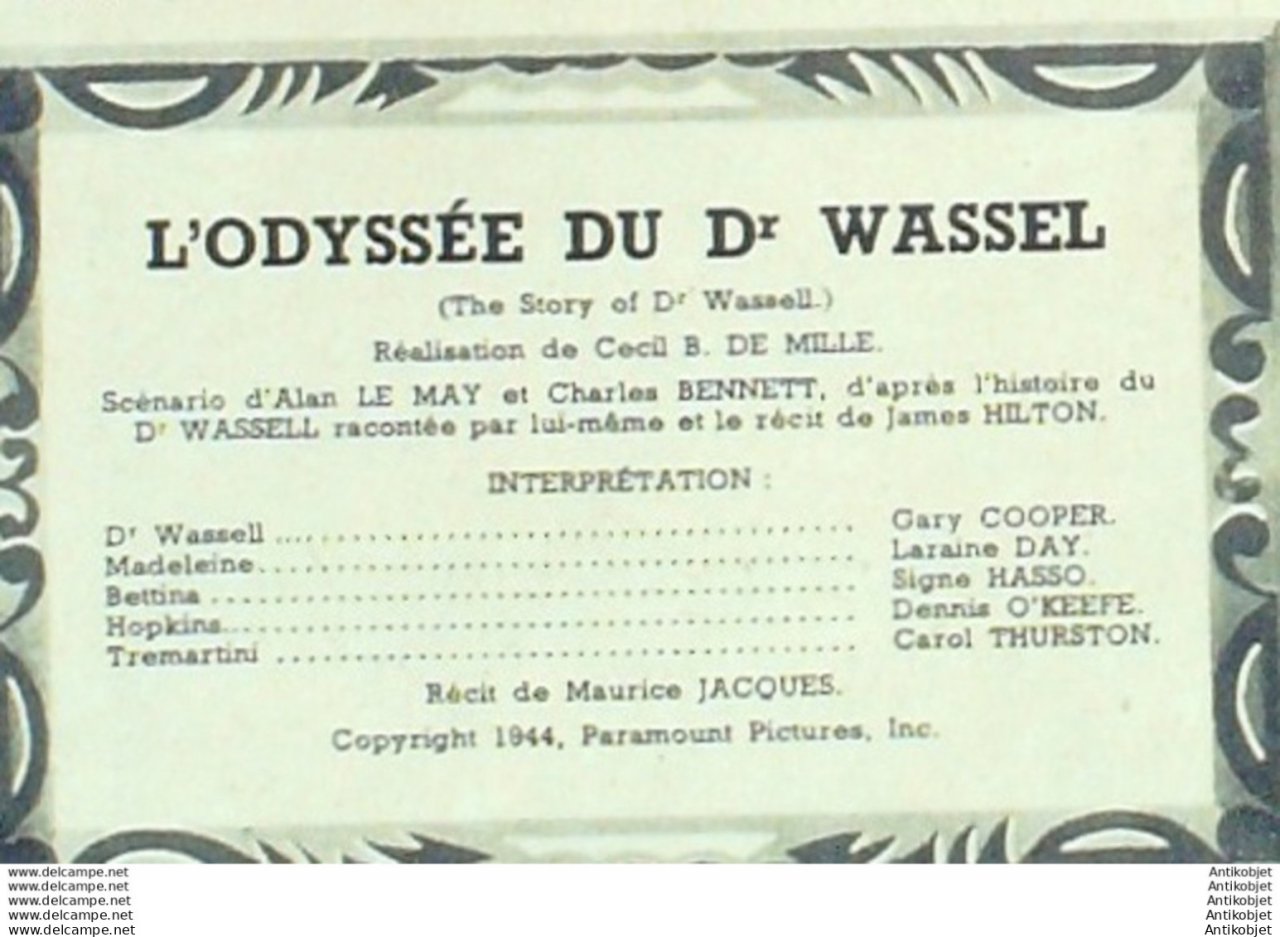 L'ODYSSÉE DU Dr WASSEL
(The Story of Dr Wassell.)
Réalisation de Cecil B. DE MILLE.
Scénario d'Alan LE MAY et Charles BENNETT, d'après l'histoire du
Dr WASSELL racontée par lui-même et le récit de James HILTON.
INTERPRÉTATION :
Dr Wassell ........................................ Gary COOPER.
Madeleine........................................ Laraine DAY.
Bettina ........................................ Signe HASSO.
Hopkins........................................ Dennis O'KEEFE.
Tremartini ........................................ Carol THURSTON.
Récit de Maurice JACQUES.
Copyright 1944, Paramount Pictures, Inc.
www.delcampe.net
www.delcampe.net
www.delcampe.net
www.delcampe.net
www.delcampe.net
Antikobjet
Antikobjet
Antikobjet
Antikobjet
Antikobjet